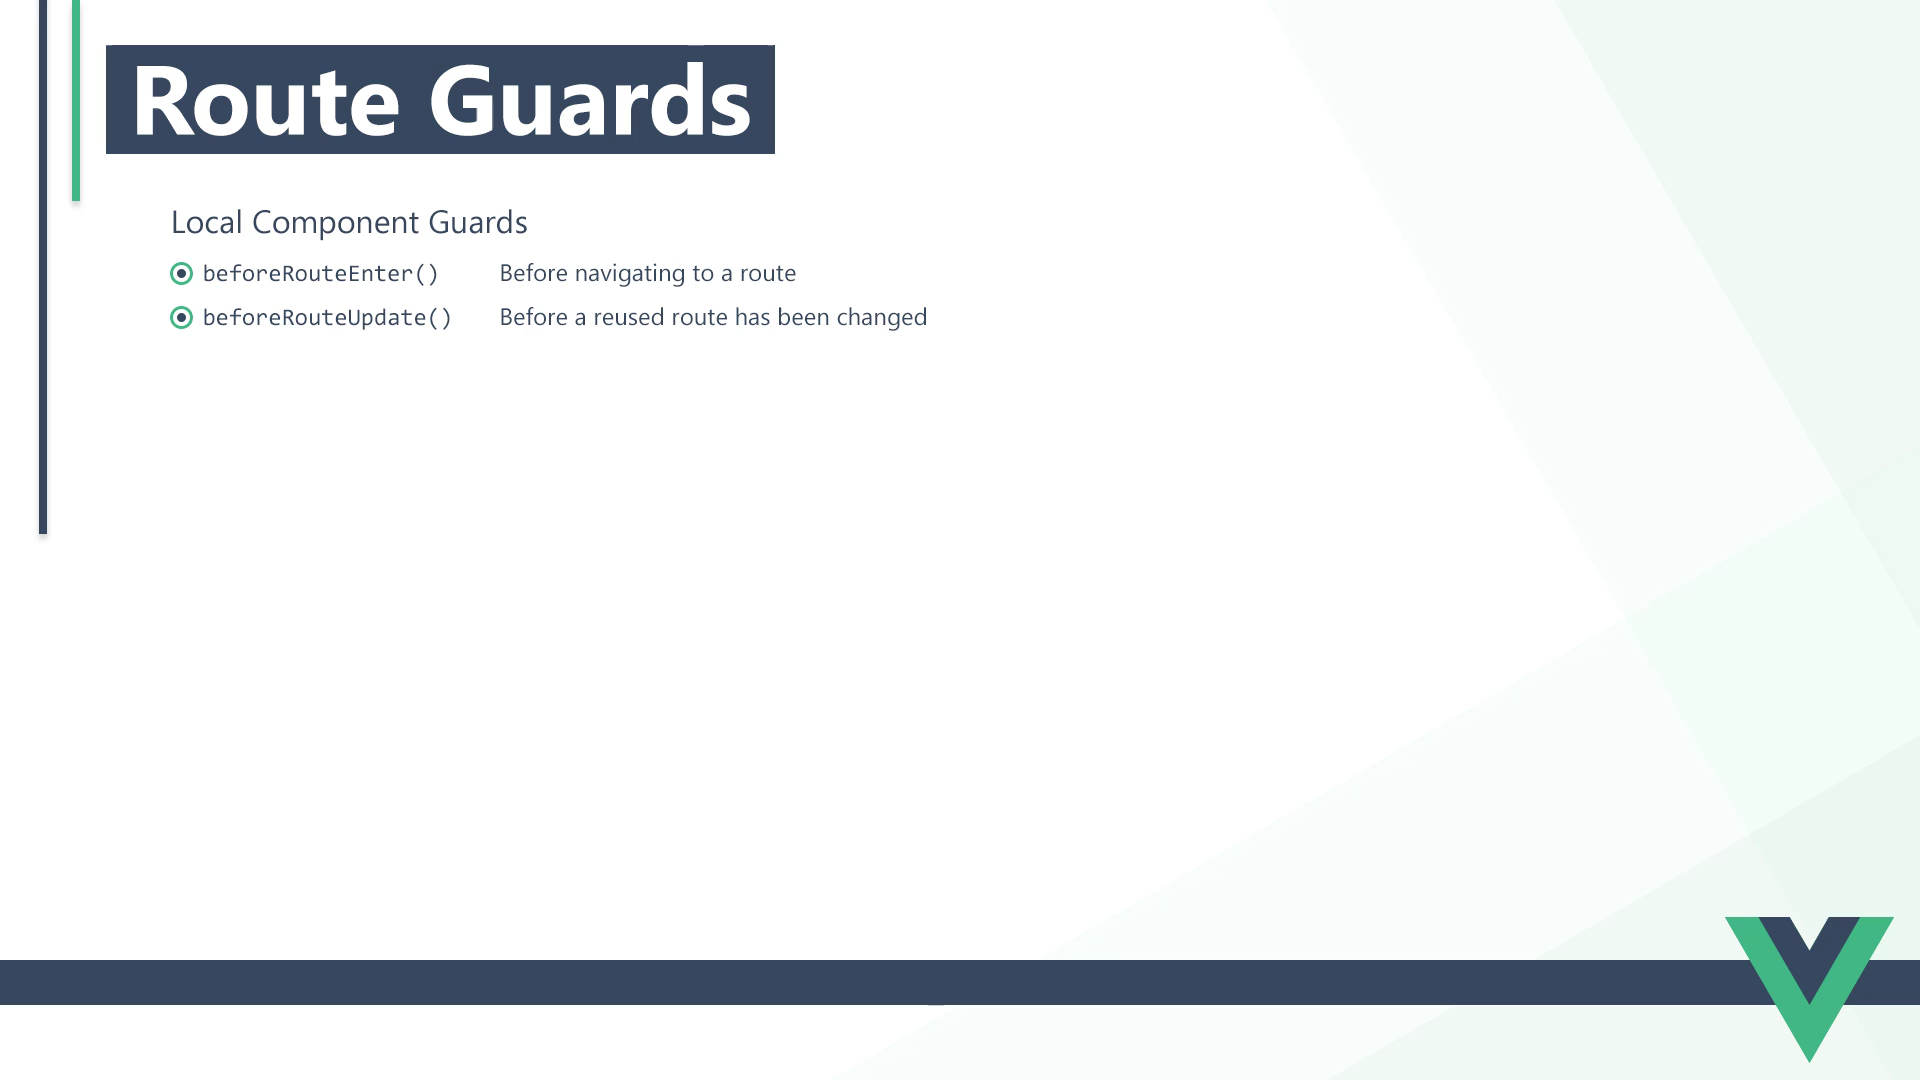 Route Guards
Local Component Guards
beforeRouteEnter() Before navigating to a route
beforeRouteUpdate() Before a reused route has been changed